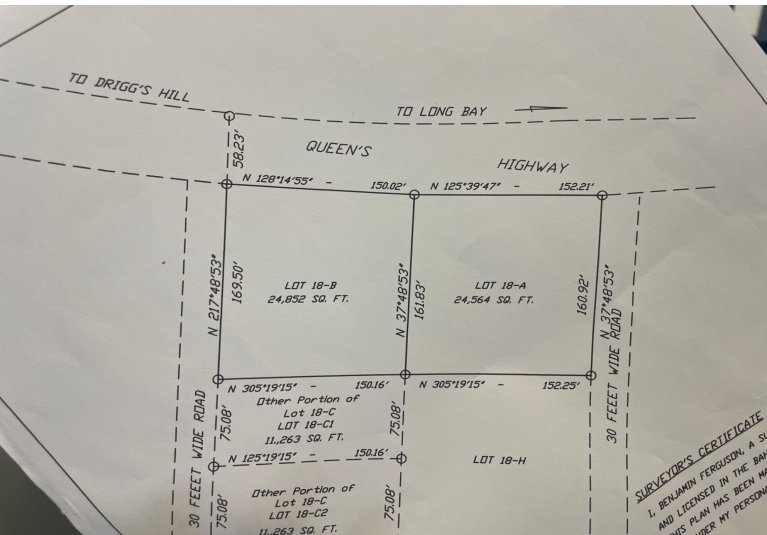 TO DRIGG'S HILL
TO LONG BAY
58.23'
QUEEN'S
HIGHWAY
N 128°14'55" - 150.02'
N 125°39'47" - 152.21'
N 217°48'53"
169.50'
LOT 18-B
24,852 SQ. FT.
N 37°48'53"
161.83'
LOT 18-A
24,564 SQ. FT.
160.92'
N 37°48'53"
30 FEEET WIDE ROAD
N 305°19'15" - 150.16'
N 305°19'15" - 152.25'
Other Portion of
Lot 18-C
LOT 18-C1
11,263 SQ. FT.
75.08'
75.08'
30 FEEET WIDE ROAD
N 125°19'15" - 150.16'
LOT 18-H
Other Portion of
Lot 18-C
LOT 18-C2
11,263 SQ. FT.
75.08'
75.08'
SURVEYOR'S CERTIFICATE
I, BENJAMIN FERGUSON, A
AND LICENSED IN THE
PLAN HAS BEEN
MY